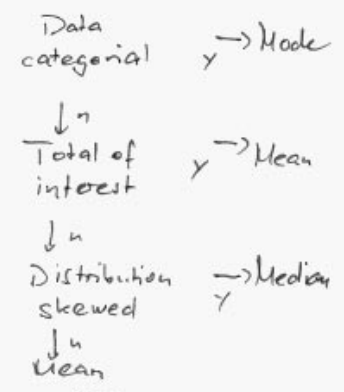 Data
categorial
y → Mode
↓ n
Total of
interest
y → Mean
↓ n
Distribution
skewed
y → Median
↓ n
Mean